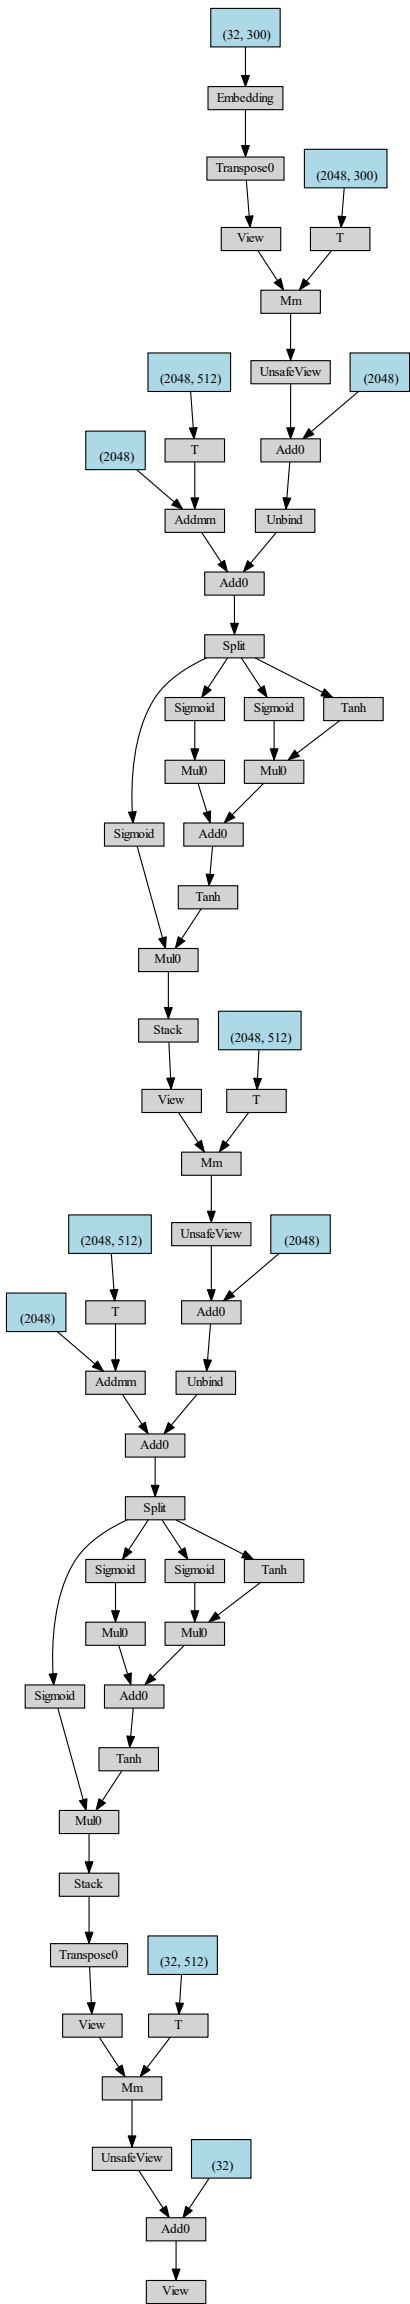 (32, 300)
Embedding
Transpose0
(2048, 300)
View
T
Mm
UnsafeView
(2048, 512)
(2048)
T
Add0
(2048)
Addmm
Unbind
Add0
Split
Sigmoid
Sigmoid
Tanh
Mul0
Mul0
Sigmoid
Add0
Tanh
Mul0
Stack
(2048, 512)
View
T
Mm
UnsafeView
(2048, 512)
(2048)
T
Add0
(2048)
Addmm
Unbind
Add0
Split
Sigmoid
Sigmoid
Tanh
Mul0
Mul0
Sigmoid
Add0
Tanh
Mul0
Stack
Transpose0
(32, 512)
View
T
Mm
UnsafeView
(32)
Add0
View